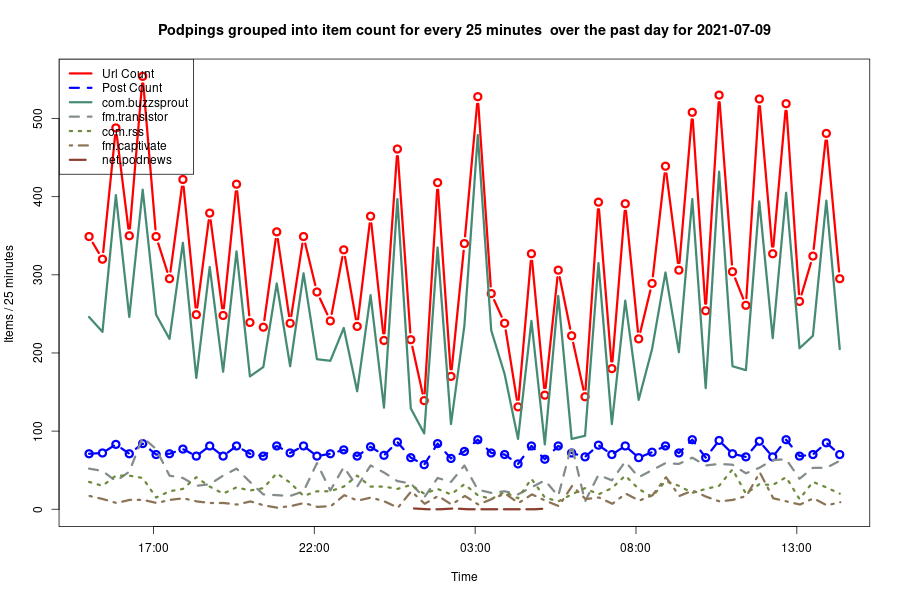 Podpings grouped into item count for every 25 minutes  over the past day for 2021-07-09
Url Count
Post Count
com.buzzsprout
fm.transistor
com.rss
fm.captivate
net.podnews
500
400
300
200
100
0
Items / 25 minutes
17:00 22:00 03:00 08:00 13:00
Time